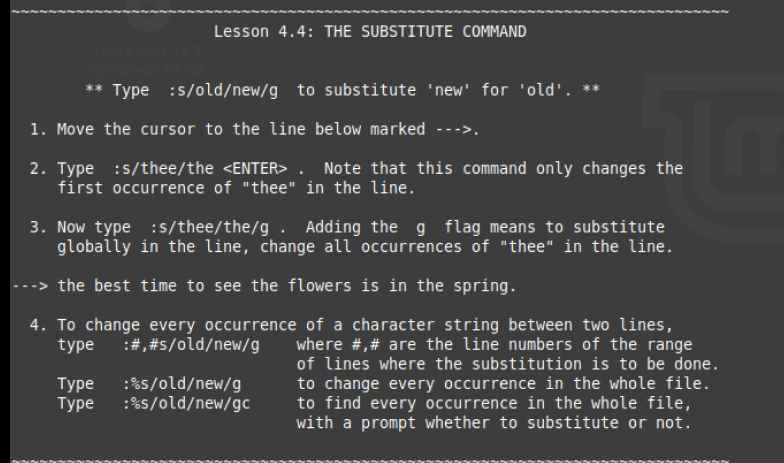 ~~~~~~~~~~~~~~~~~~~~~~~~~~~~~~~~~~~~~~~~~~~~~~~~~~~~~~~~~~~~~~~~~~~~~~~~~~~~~~
Lesson 4.4: THE SUBSTITUTE COMMAND
Linux Mint 19.3
Cinnamon 64-bit
** Type  :s/old/new/g  to substitute 'new' for 'old'. **
1. Move the cursor to the line below marked --->.
2. Type  :s/thee/the <ENTER> .  Note that this command only changes the
first occurrence of "thee" in the line.
3. Now type  :s/thee/the/g .  Adding the  g  flag means to substitute
globally in the line, change all occurrences of "thee" in the line.
---> the best time to see the flowers is in the spring.
4. To change every occurrence of a character string between two lines,
type   :#,#s/old/new/g    where #,# are the line numbers of the range
of lines where the substitution is to be done.
Type   :%s/old/new/g      to change every occurrence in the whole file.
Type   :%s/old/new/gc     to find every occurrence in the whole file,
with a prompt whether to substitute or not.
~~~~~~~~~~~~~~~~~~~~~~~~~~~~~~~~~~~~~~~~~~~~~~~~~~~~~~~~~~~~~~~~~~~~~~~~~~~~~~